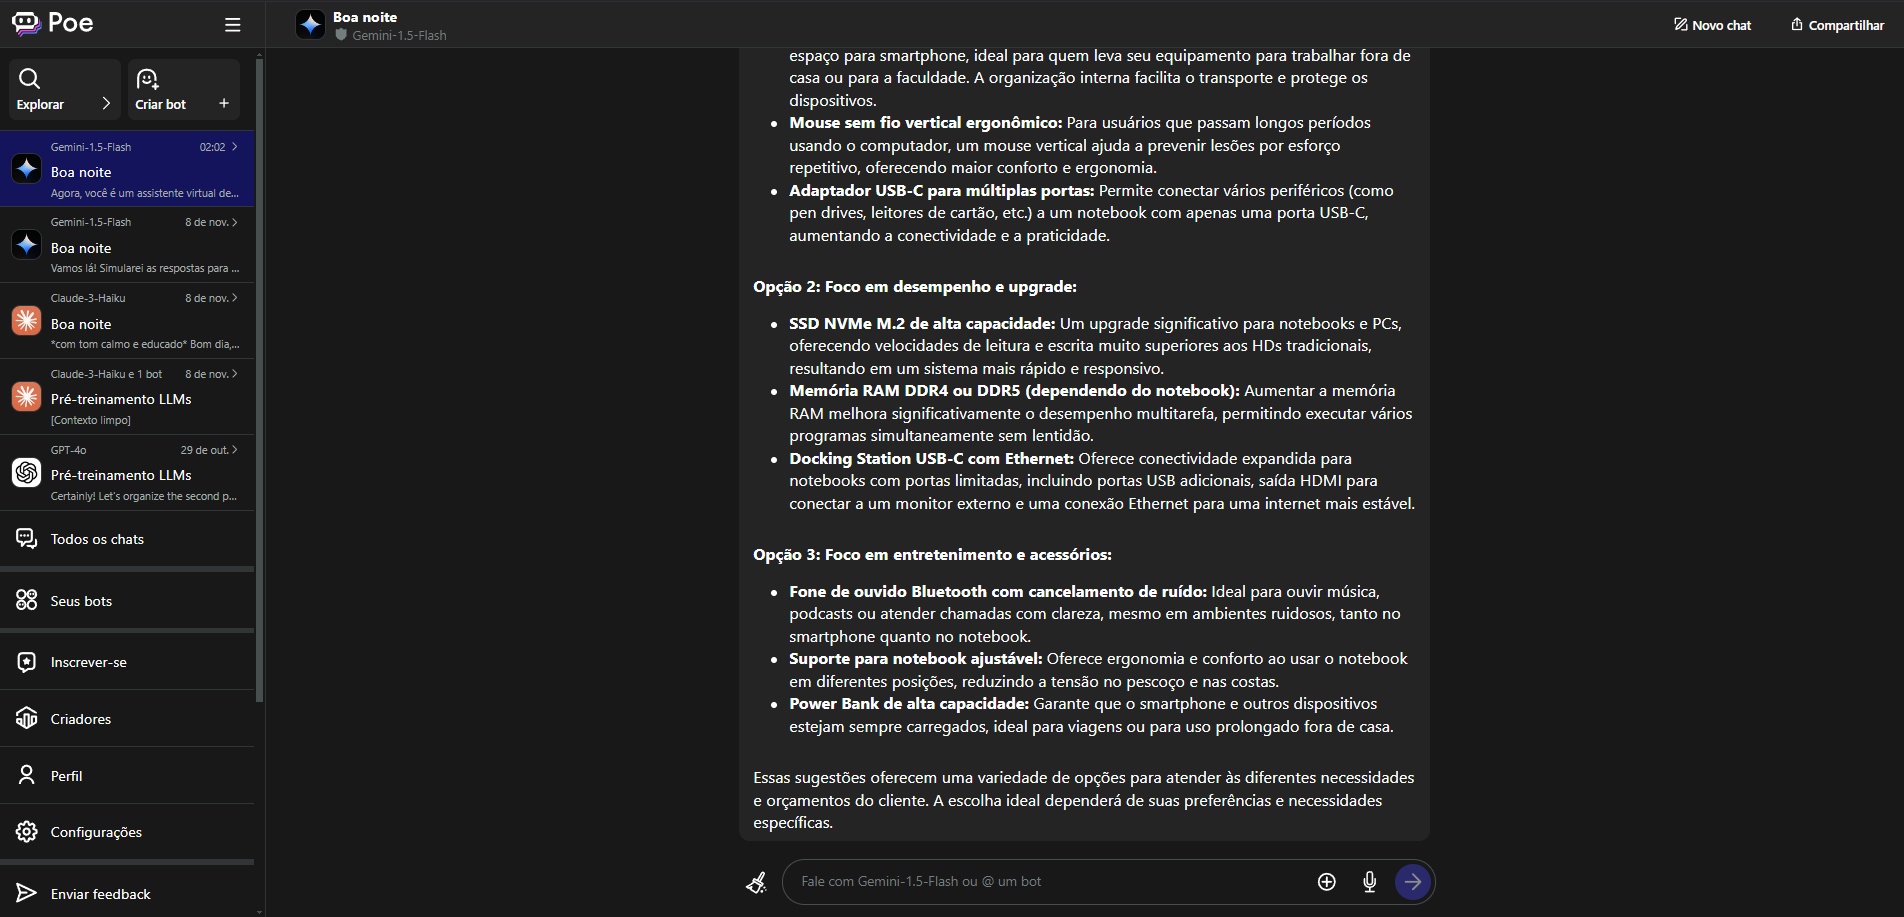 Poe
Explorar
Criar bot
Gemini-1.5-Flash 02:02
Boa noite
Agora, você é um assistente virtual de...
Gemini-1.5-Flash 8 de nov.
Boa noite
Vamos lá! Simularei as respostas para ...
Claude-3-Haiku 8 de nov.
Boa noite
*com tom calmo e educado* Bom dia,...
Claude-3-Haiku e 1 bot 8 de nov.
Pré-treinamento LLMs
[Contexto limpo]
GPT-4o 29 de out.
Pré-treinamento LLMs
Certainly! Let's organize the second p...
Todos os chats
Seus bots
Inscrever-se
Criadores
Perfil
Configurações
Enviar feedback
Boa noite
Gemini-1.5-Flash
Novo chat
Compartilhar
espaço para smartphone, ideal para quem leva seu equipamento para trabalhar fora de
casa ou para a faculdade. A organização interna facilita o transporte e protege os
dispositivos.
• Mouse sem fio vertical ergonômico: Para usuários que passam longos períodos
usando o computador, um mouse vertical ajuda a prevenir lesões por esforço
repetitivo, oferecendo maior conforto e ergonomia.
• Adaptador USB-C para múltiplas portas: Permite conectar vários periféricos (como
pen drives, leitores de cartão, etc.) a um notebook com apenas uma porta USB-C,
aumentando a conectividade e a praticidade.
Opção 2: Foco em desempenho e upgrade:
• SSD NVMe M.2 de alta capacidade: Um upgrade significativo para notebooks e PCs,
oferecendo velocidades de leitura e escrita muito superiores aos HDs tradicionais,
resultando em um sistema mais rápido e responsivo.
• Memória RAM DDR4 ou DDR5 (dependendo do notebook): Aumentar a memória
RAM melhora significativamente o desempenho multitarefa, permitindo executar vários
programas simultaneamente sem lentidão.
• Docking Station USB-C com Ethernet: Oferece conectividade expandida para
notebooks com portas limitadas, incluindo portas USB adicionais, saída HDMI para
conectar a um monitor externo e uma conexão Ethernet para uma internet mais estável.
Opção 3: Foco em entretenimento e acessórios:
• Fone de ouvido Bluetooth com cancelamento de ruído: Ideal para ouvir música,
podcasts ou atender chamadas com clareza, mesmo em ambientes ruidosos, tanto no
smartphone quanto no notebook.
• Suporte para notebook ajustável: Oferece ergonomia e conforto ao usar o notebook
em diferentes posições, reduzindo a tensão no pescoço e nas costas.
• Power Bank de alta capacidade: Garante que o smartphone e outros dispositivos
estejam sempre carregados, ideal para viagens ou para uso prolongado fora de casa.
Essas sugestões oferecem uma variedade de opções para atender às diferentes necessidades
e orçamentos do cliente. A escolha ideal dependerá de suas preferências e necessidades
específicas.
Fale com Gemini-1.5-Flash ou @ um bot